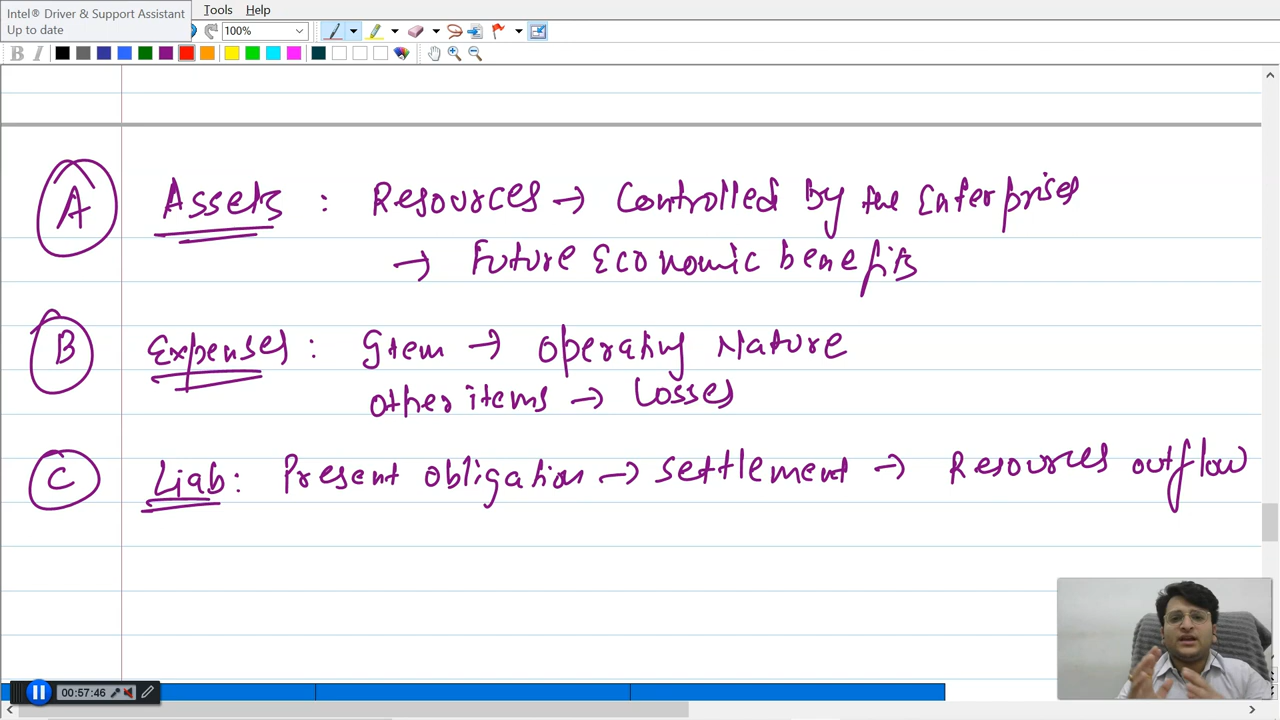 Intel® Driver & Support Assistant
Up to date
Tools Help
100%
B I
A Assets : Resources → Controlled by the Enterprises
→ Future Economic benefits
B Expenses : Item → Operating Nature
other items → Losses
C Liab : Present obligation → Settlement → Resources outflow
00:57:46